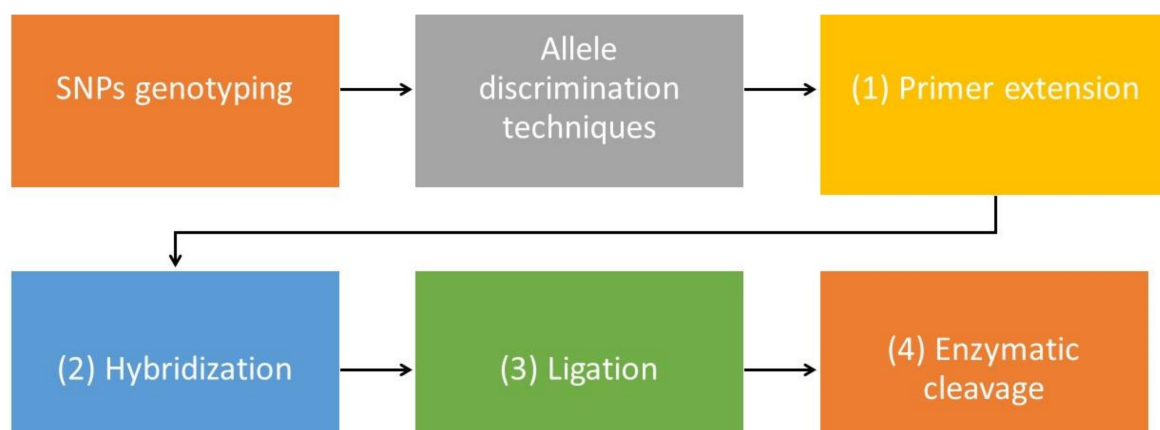 SNPs genotyping
Allele
discrimination
techniques
(1) Primer extension
(2) Hybridization
(3) Ligation
(4) Enzymatic
cleavage